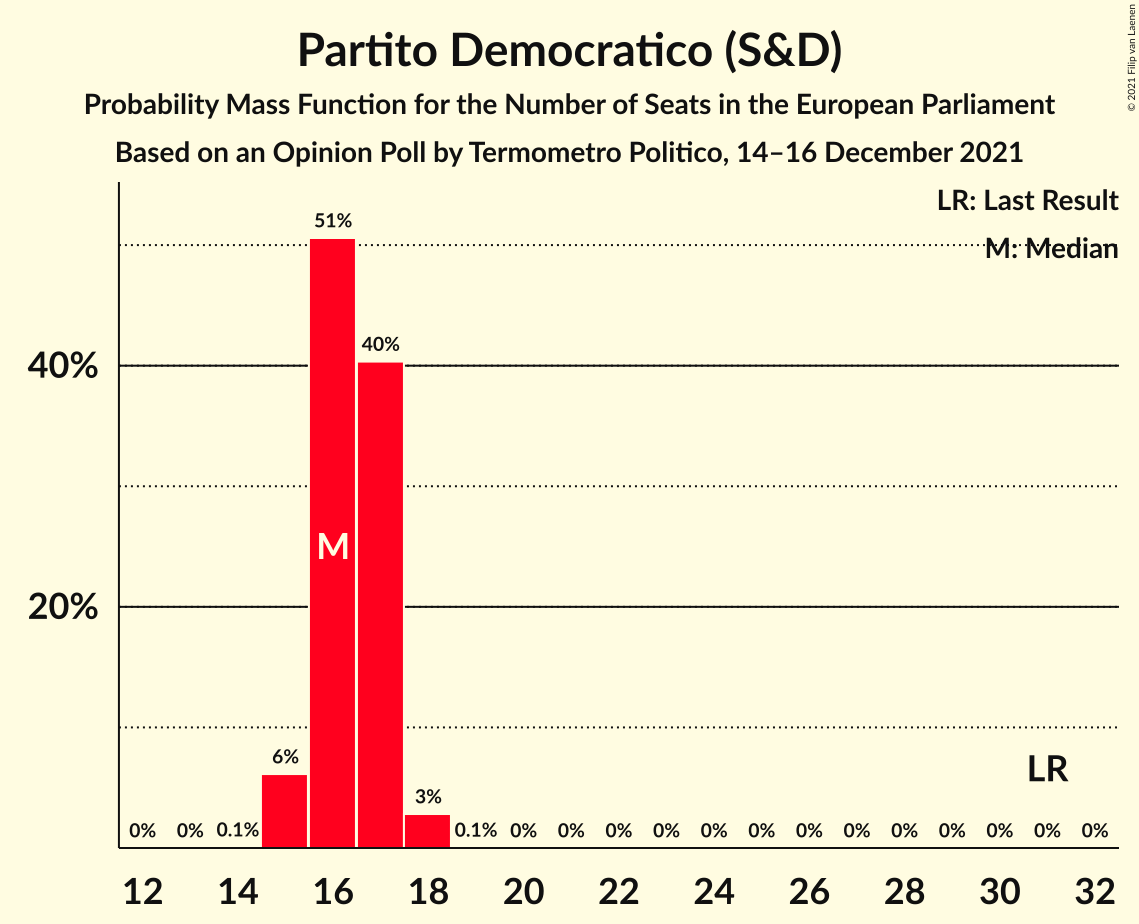 Partito Democratico (S&D)
Probability Mass Function for the Number of Seats in the European Parliament
Based on an Opinion Poll by Termometro Politico, 14–16 December 2021
© 2021 Filip van Laenen
LR: Last Result
M: Median
51%
40%
40%
M
20%
6%
3%
LR
0% 0% 0.1% 0.1% 0% 0% 0% 0% 0% 0% 0% 0% 0% 0% 0% 0% 0%
12 14 16 18 20 22 24 26 28 30 32